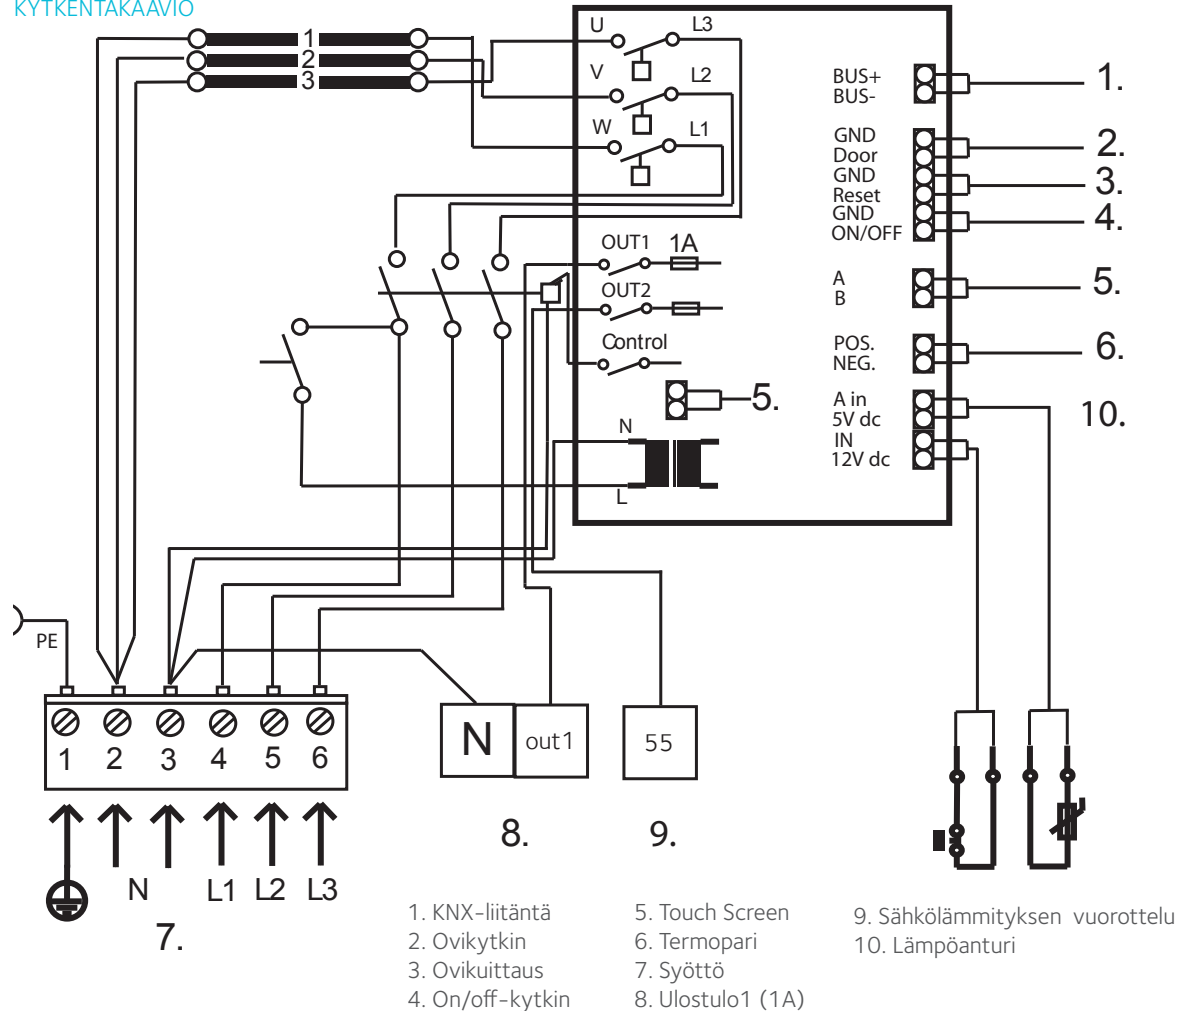 KYTKENTÄKAAVIO
1
2
3
U
L3
V
L2
W
L1
BUS+
BUS-
1.
GND
Door
2.
GND
Reset
3.
GND
ON/OFF
4.
OUT1
1A
OUT2
A
B
5.
Control
POS.
NEG.
6.
5.
A in
5V dc
10.
IN
12V dc
N
L
PE
1
2
3
4
5
6
N
out1
55
8.
9.
N
L1
L2
L3
7.
1. KNX-liitäntä
2. Ovikytkin
3. Ovikuittaus
4. On/off-kytkin
5. Touch Screen
6. Termopari
7. Syöttö
8. Ulostulo1 (1A)
9. Sähkölämmityksen vuorottelu
10. Lämpöanturi